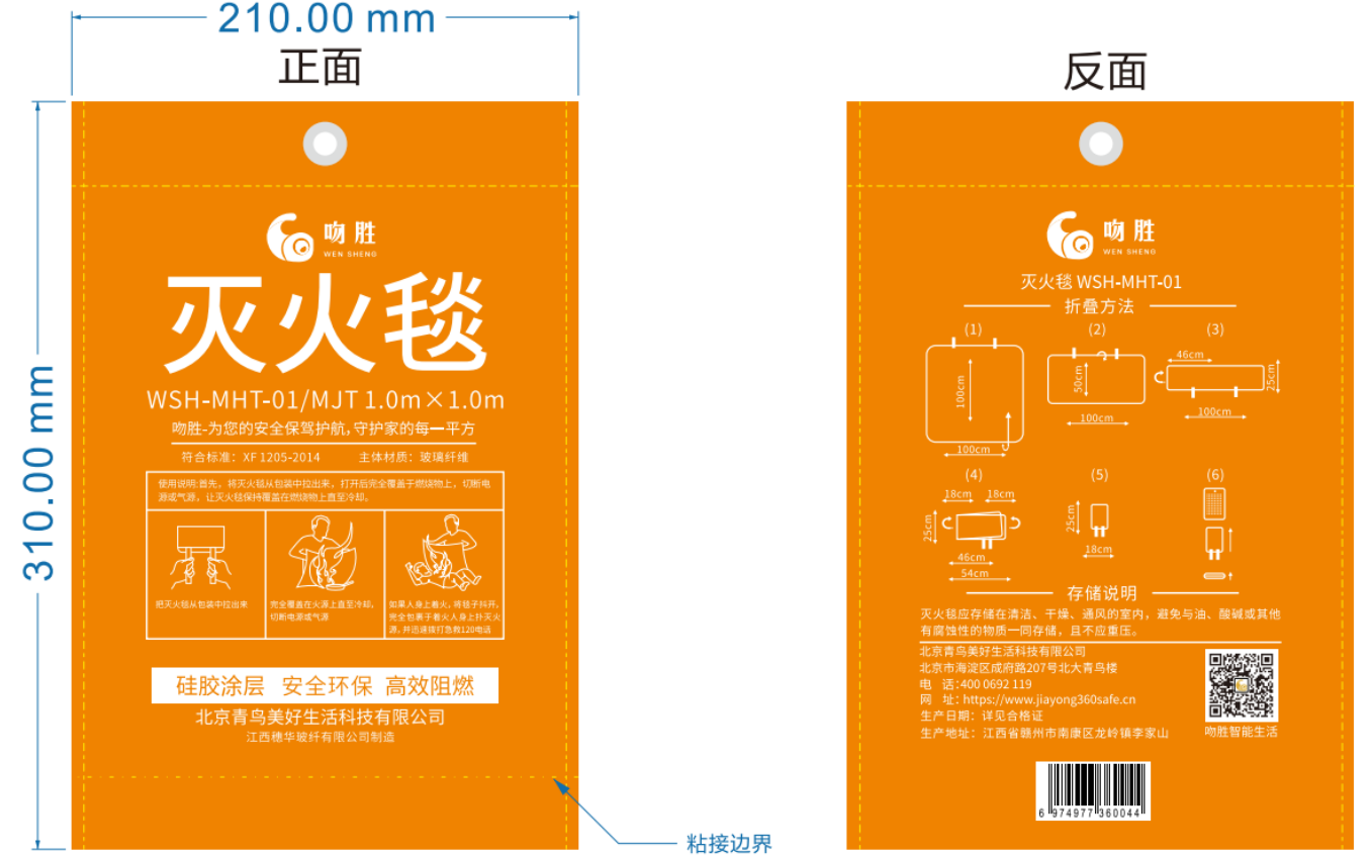 210.00 mm
正面
反面
310.00 mm
吻胜
WEN SHENG
灭火毯
WSH-MHT-01/MJT 1.0m×1.0m
吻胜-为您的安全保驾护航,守护家的每一平方
符合标准：XF 1205-2014 主体材质：玻璃纤维
使用说明:首先，将灭火毯从包装中拉出来，打开后完全覆盖于燃烧物上，切断电
源或气源，让灭火毯保持覆盖在燃烧物上直至冷却。
把灭火毯从包装中拉出来
完全覆盖在火源上直至冷却，
切断电源或气源
如果人身上着火，将毯子抖开，
完全包裹于着火人身上扑灭火
源，并迅速拨打急救120电话
硅胶涂层 安全环保 高效阻燃
北京青鸟美好生活科技有限公司
江西穗华玻纤有限公司制造
粘接边界
吻胜
WEN SHENG
灭火毯 WSH-MHT-01
折叠方法
(1) (2) (3)
100cm
100cm
50cm
100cm
46cm
25cm
100cm
(4) (5) (6)
18cm 18cm
25cm
46cm
54cm
25cm
18cm
存储说明
灭火毯应存储在清洁、干燥、通风的室内，避免与油、酸碱或其他
有腐蚀性的物质一同存储，且不应重压。
北京青鸟美好生活科技有限公司
北京市海淀区成府路207号北大青鸟楼
电 话:400 0692 119
网 址: https://www.jiayong360safe.cn
生产日期：详见合格证
生产地址：江西省赣州市南康区龙岭镇李家山
吻胜智能生活
6 974977 360044